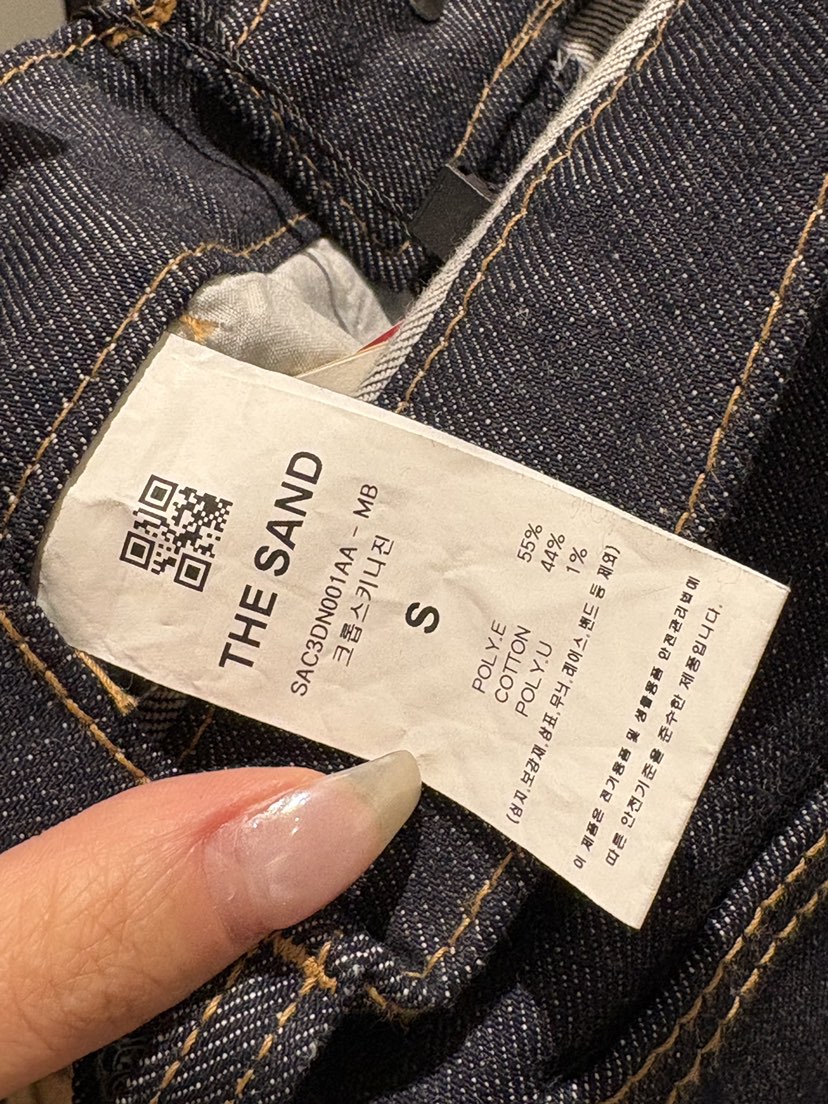 THE SAND
SAC3DN001AA - MB
크롭스키니진
S
POLY.E 55%
COTTON 44%
POLY.U 1%
(심지,보강재,상표,무늬,레이스,밴드 등 제외)
이 제품은 전기용품 및 생활용품 안전관리법에
따른 안전기준을 준수한 제품입니다.